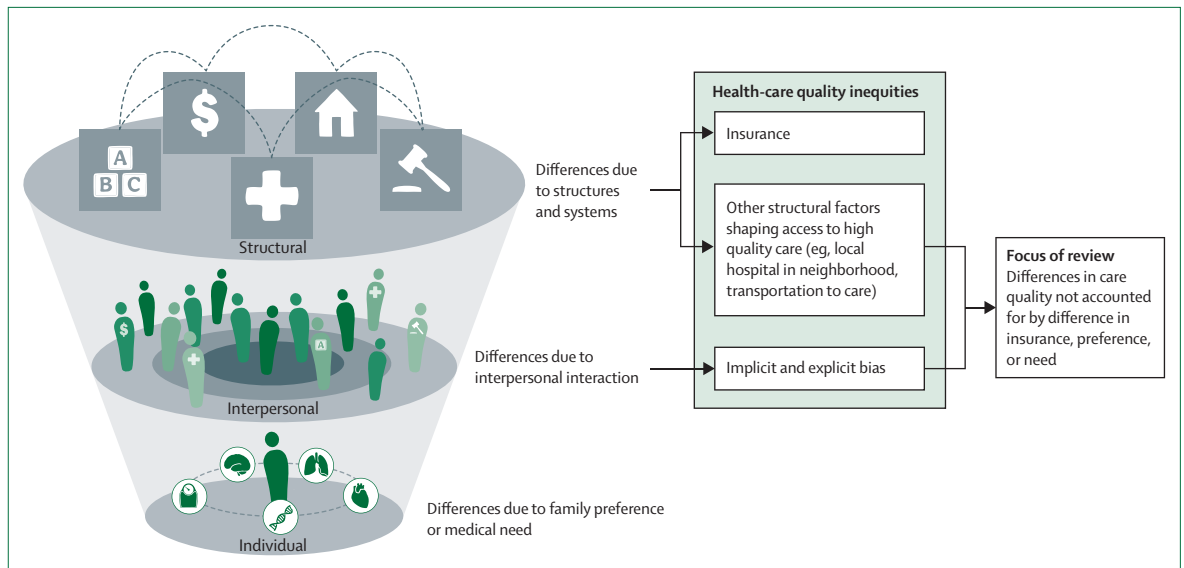 A
B C
$
Structural
Differences due
to structures
and systems
$
A
Interpersonal
Differences due to
interpersonal interaction
Individual
Differences due to family preference
or medical need
Health-care quality inequities
Insurance
Other structural factors
shaping access to high
quality care (eg, local
hospital in neighborhood,
transportation to care)
Implicit and explicit bias
Focus of review
Differences in care
quality not accounted
for by difference in
insurance, preference,
or need